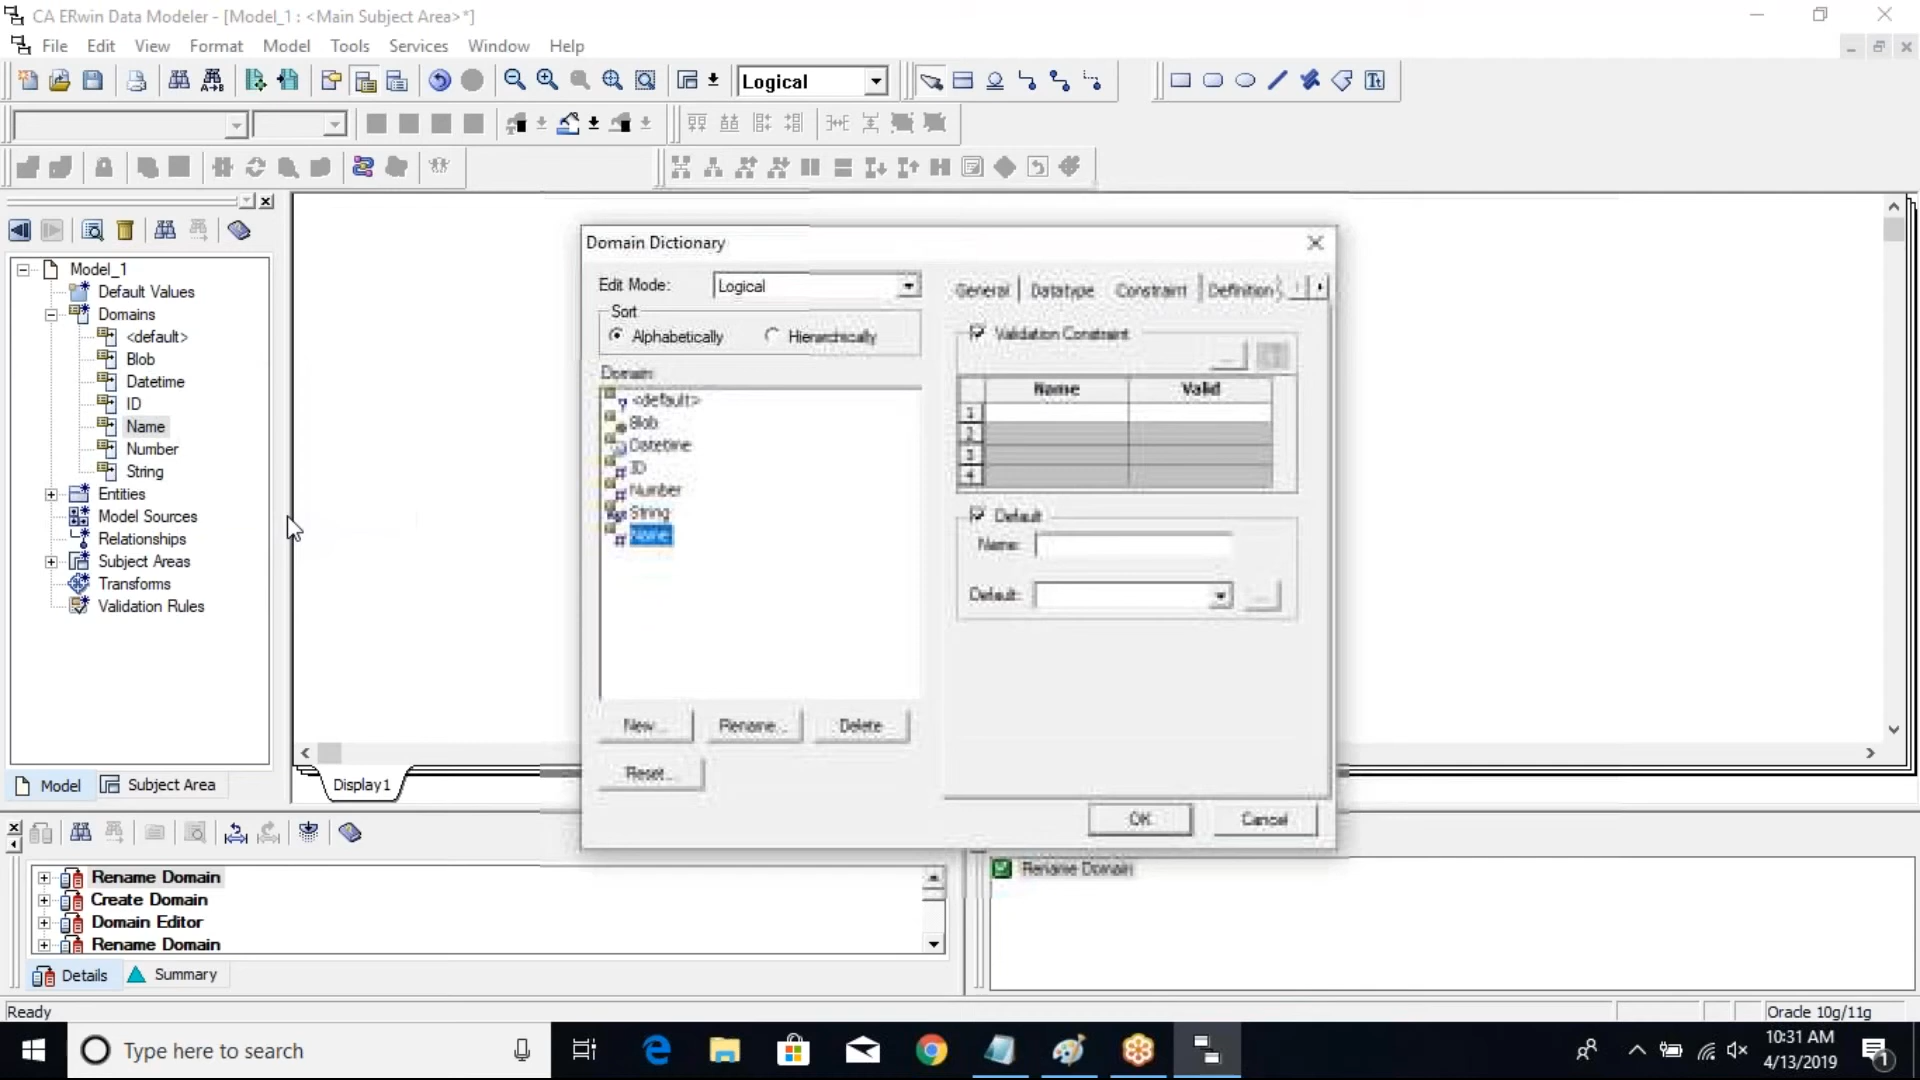 CA ERwin Data Modeler - [Model_1 : <Main Subject Area>*]
File Edit View Format Model Tools Services Window Help
Logical
Model_1
Default Values
Domains
<default>
Blob
Datetime
ID
Name
Number
String
Entities
Model Sources
Relationships
Subject Areas
Transforms
Validation Rules
Model Subject Area
Display1
Domain Dictionary
Edit Mode: Logical
Sort
Alphabetically Hierarchically
Domain
<default>
Blob
Datetime
ID
Number
String
Name
New...
Rename...
Delete
Reset...
General Datatype Constraint Definition
Validation Constraint
...
Name Valid
1
2
3
4
Default
Name:
Default:
...
OK Cancel
Rename Domain
Create Domain
Domain Editor
Rename Domain
Details Summary
Rename Domain
Ready
Oracle 10g/11g
Type here to search
10:31 AM
4/13/2019
1